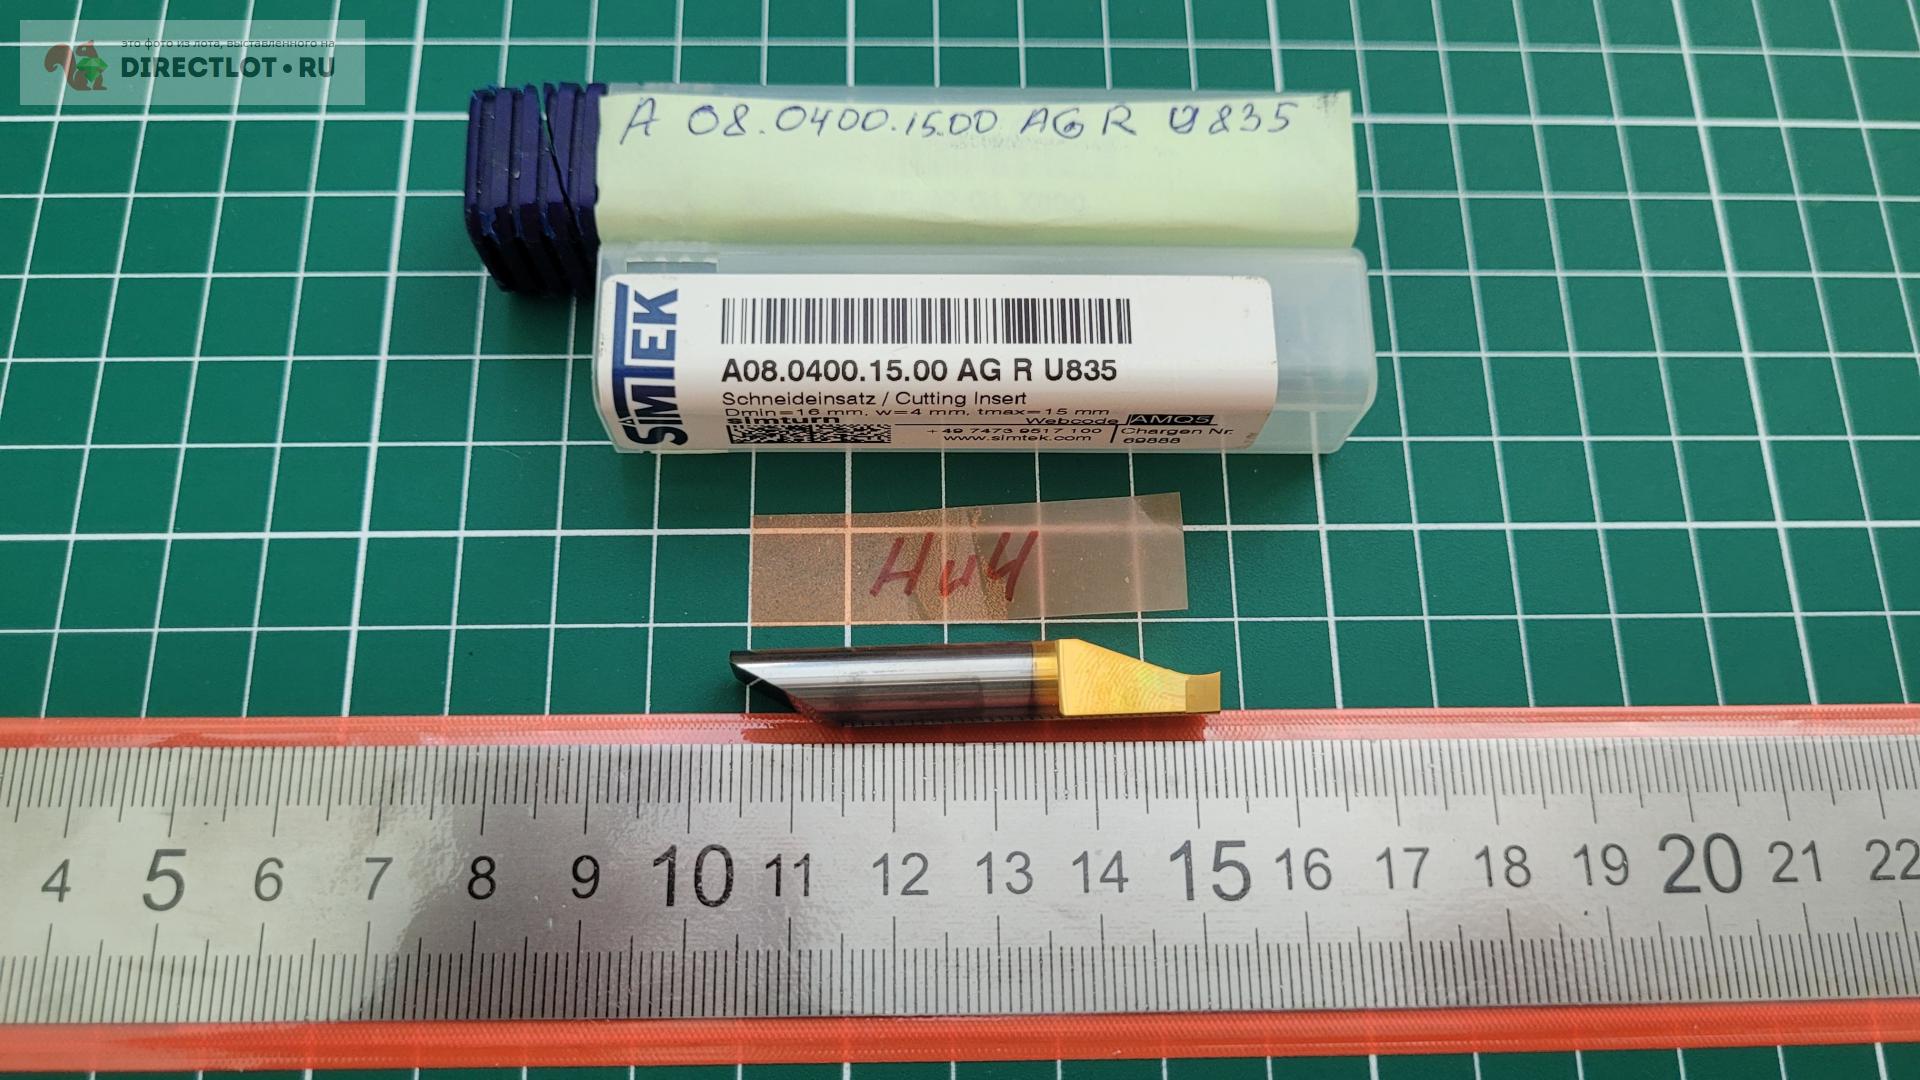 это фото из лота, выставленного на
DIRECTLOT•RU
A 08.0400.15.00 AG R U835
SIMTEK
A08.0400.15.00 AG R U835
Schneideinsatz / Cutting Insert
Dmin=16 mm, w=4 mm, tmax=15 mm
simturn
Webcode AMQ5
+49 7473 9517 100
www.simtek.com
Chargen Nr.
69888
4 5 6 7 8 9 10 11 12 13 14 15 16 17 18 19 20 21 22